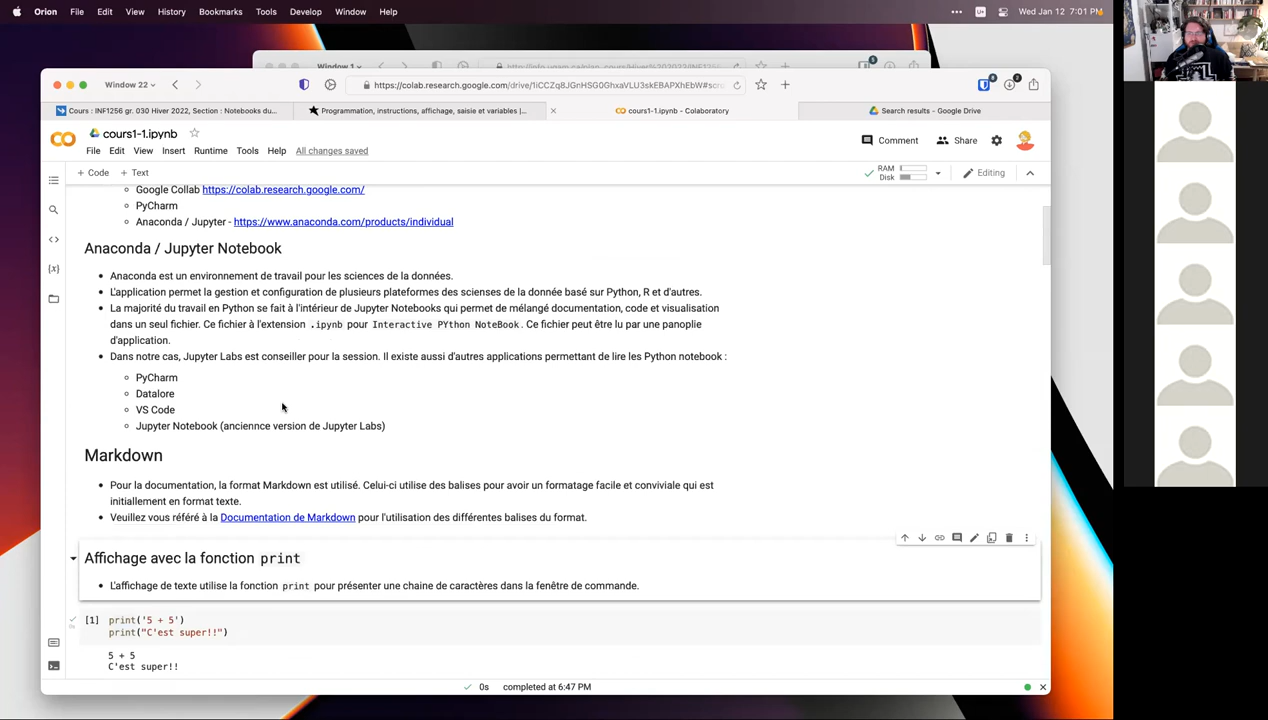 Orion File Edit View History Bookmarks Tools Develop Window Help
Wed Jan 12 7:01 PM
Window 1
Window 22
https://colab.research.google.com/drive/1iCCZq8JGnHSG0GhxaVLU3skEBAPXhEbW#scr
Cours : INF1256 gr. 030 Hiver 2022, Section : Notebooks du...
Programmation, instructions, affichage, saisie et variables |...
cours1-1.ipynb - Colaboratory
Search results - Google Drive
cours1-1.ipynb
Comment
Share
File Edit View Insert Runtime Tools Help All changes saved
+ Code + Text
RAM
Disk
Editing
Google Collab https://colab.research.google.com/
PyCharm
Anaconda / Jupyter - https://www.anaconda.com/products/individual
Anaconda / Jupyter Notebook
Anaconda est un environnement de travail pour les sciences de la données.
L'application permet la gestion et configuration de plusieurs plateformes des scienses de la donnée basé sur Python, R et d'autres.
La majorité du travail en Python se fait à l'intérieur de Jupyter Notebooks qui permet de mélangé documentation, code et visualisation
dans un seul fichier. Ce fichier à l'extension .ipynb pour Interactive PYthon NoteBook. Ce fichier peut être lu par une panoplie
d'application.
Dans notre cas, Jupyter Labs est conseiller pour la session. Il existe aussi d'autres applications permettant de lire les Python notebook :
PyCharm
Datalore
VS Code
Jupyter Notebook (anciennce version de Jupyter Labs)
Markdown
Pour la documentation, la format Markdown est utilisé. Celui-ci utilise des balises pour avoir un formatage facile et conviviale qui est
initiallement en format texte.
Veuillez vous référé à la Documentation de Markdown pour l'utilisation des différentes balises du format.
Affichage avec la fonction print
L'affichage de texte utilise la fonction print pour présenter une chaine de caractères dans la fenêtre de commande.
[1] print('5 + 5')
print("C'est super!!")
5 + 5
C'est super!!
0s completed at 6:47 PM